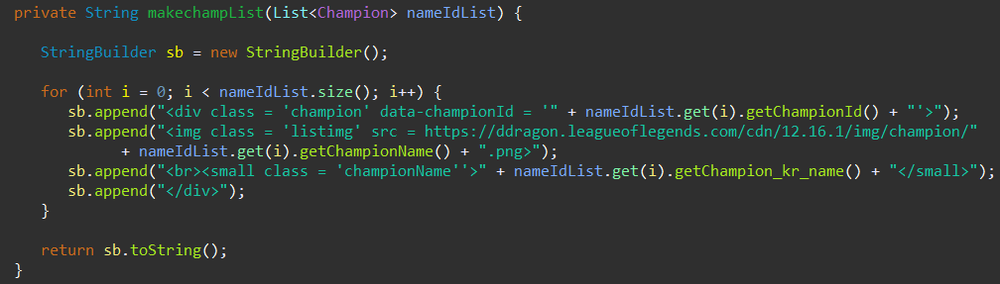 private String makechampList(List<Champion> nameIdList) {
StringBuilder sb = new StringBuilder();
for (int i = 0; i < nameIdList.size(); i++) {
sb.append("<div class = 'champion' data-championId = '" + nameIdList.get(i).getChampionId() + "'>");
sb.append("<img class = 'listimg' src = https://ddragon.leagueoflegends.com/cdn/12.16.1/img/champion/"
+ nameIdList.get(i).getChampionName() + ".png>");
sb.append("<br><small class = 'championName''>" + nameIdList.get(i).getChampion_kr_name() + "</small>");
sb.append("</div>");
}
return sb.toString();
}